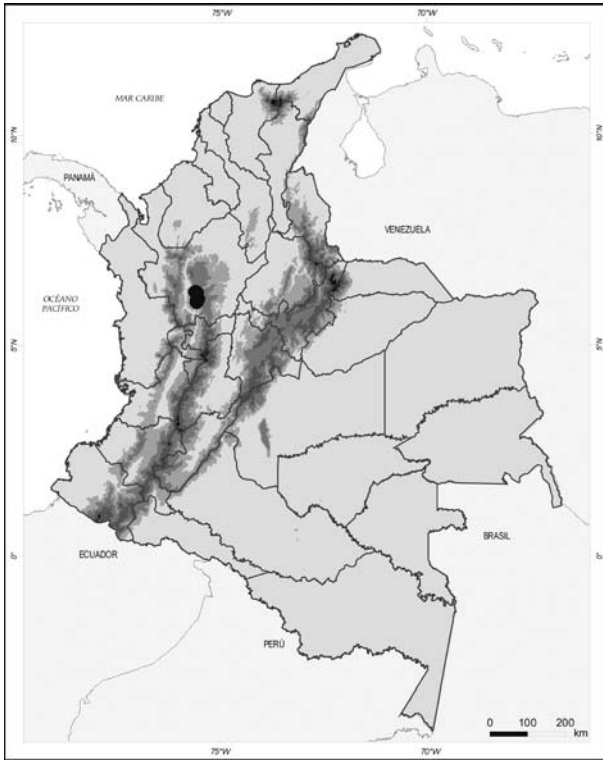 75°W
70°W
MAR CARIBE
10°N
10°N
PANAMÁ
VENEZUELA
OCÉANO
PACÍFICO
5°N
5°N
0°
0°
ECUADOR
BRASIL
PERÚ
0 100 200
km
75°W
70°W